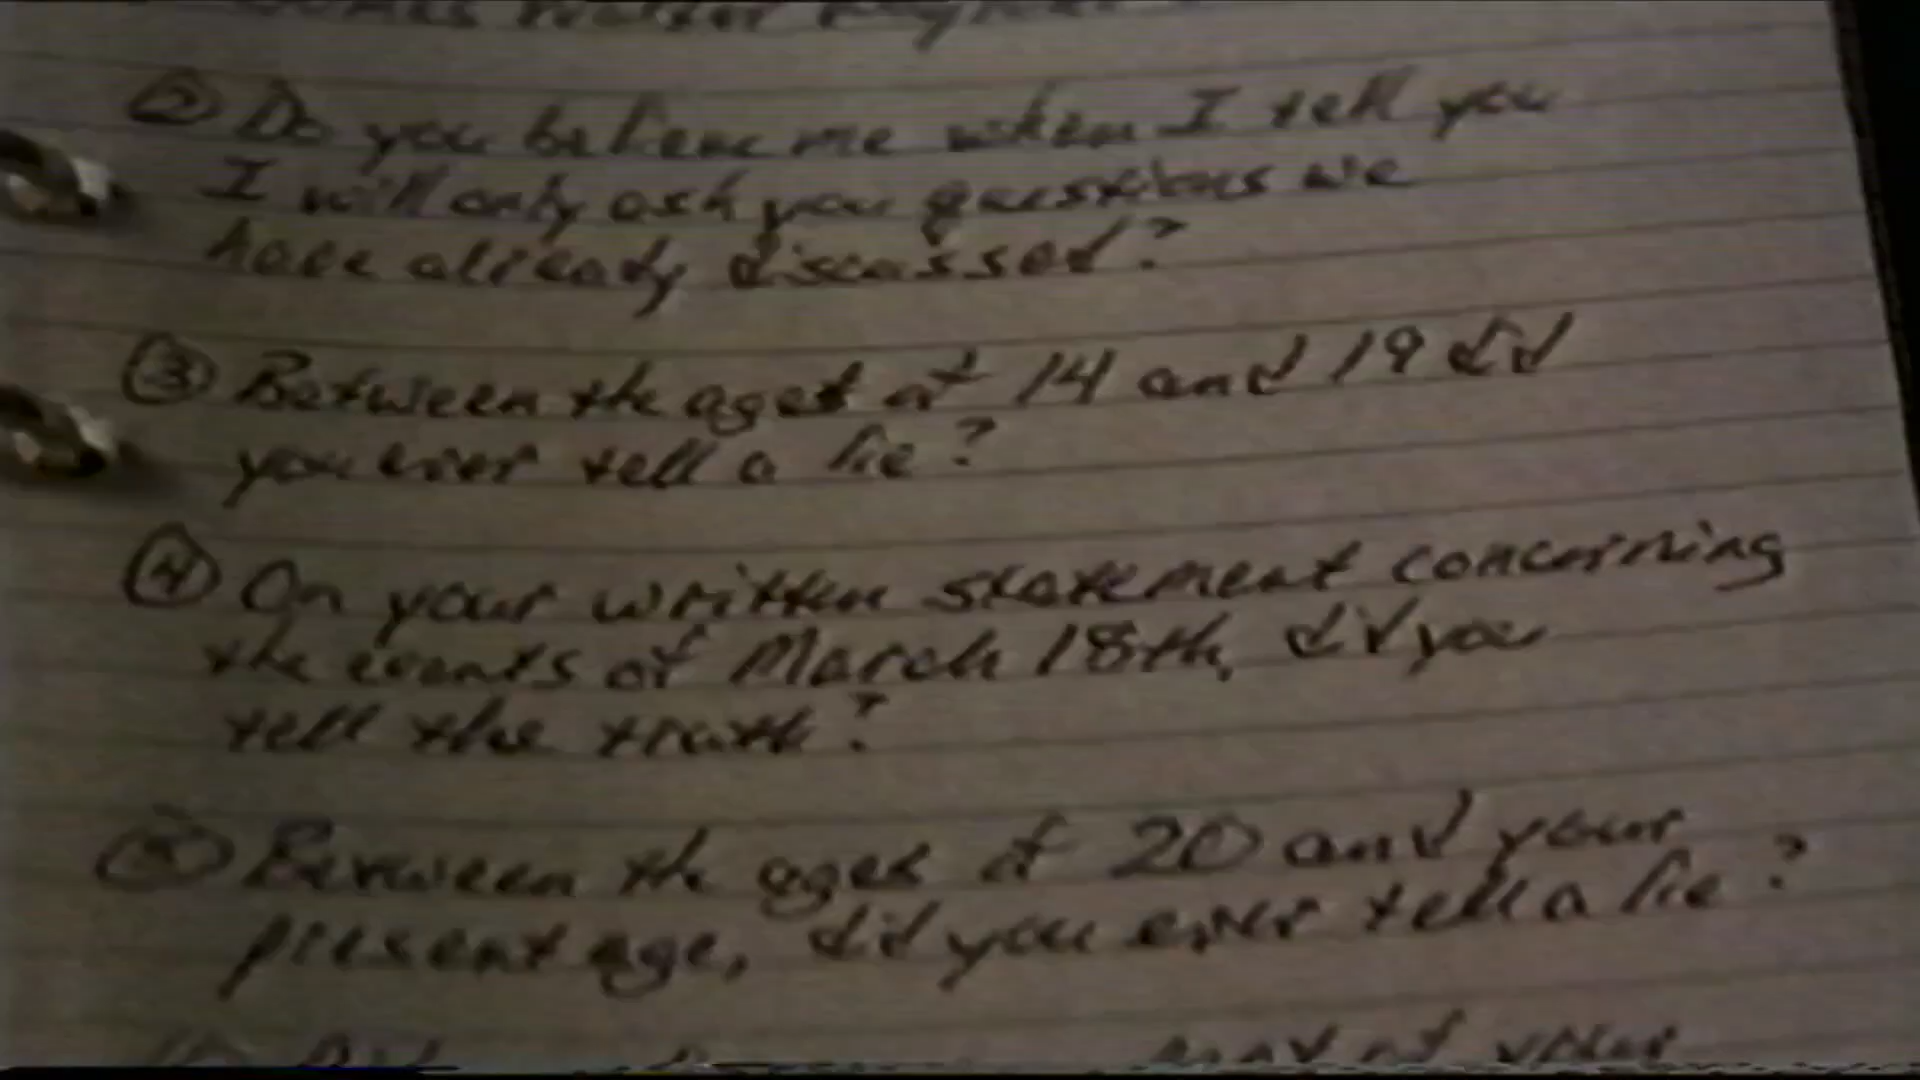 ② Do you believe me when I tell you
I will only ask you questions we
have already discussed?
③ Between the ages of 14 and 19 did
you ever tell a lie?
④ On your written statement concerning
the events of March 18th, did you
tell the truth?
⑤ Between the ages of 20 and your
present age, did you ever tell a lie?